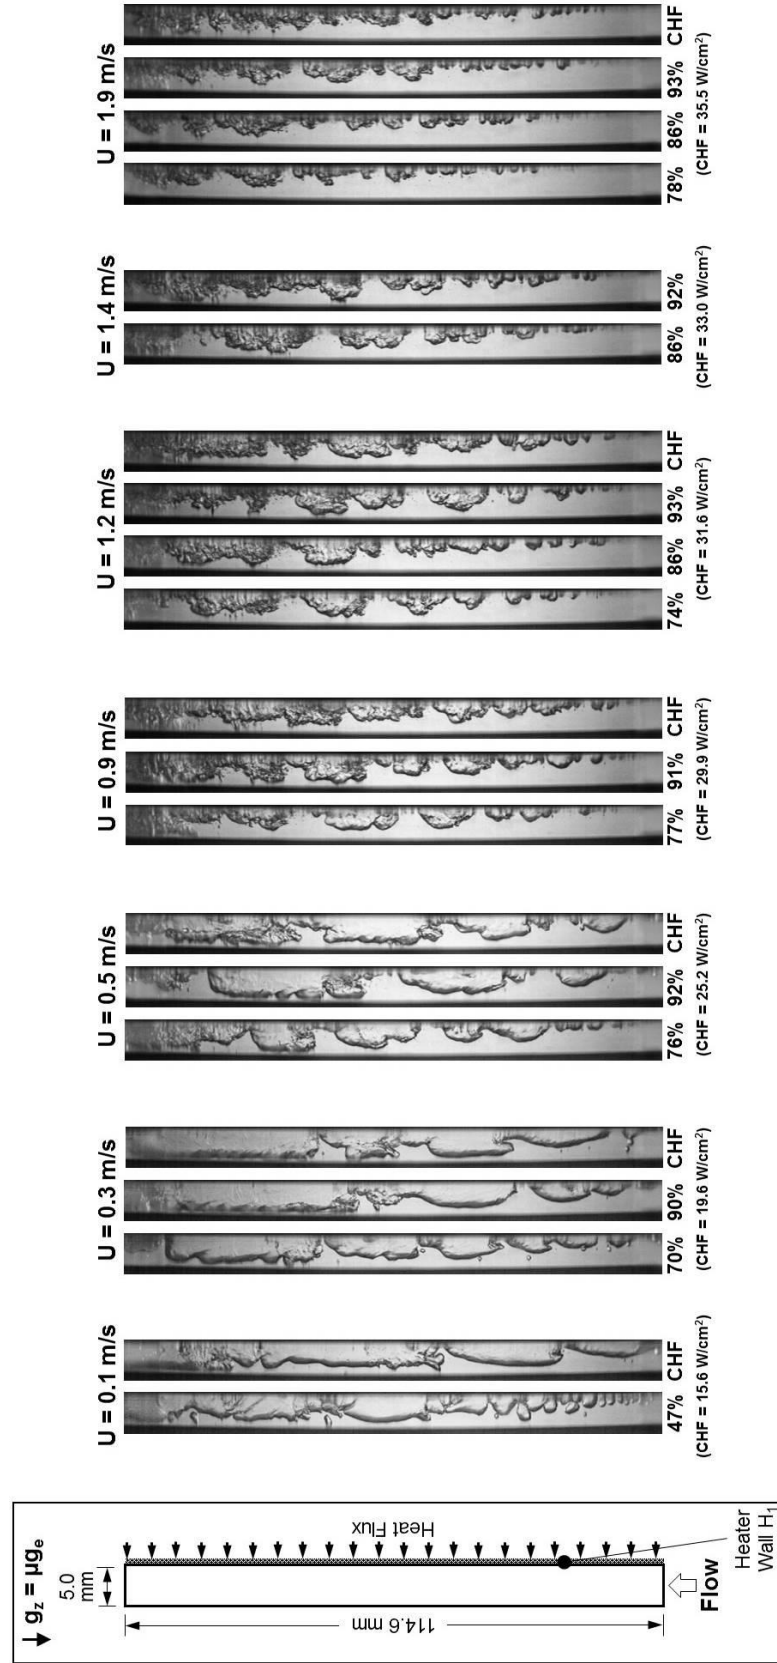 U = 1.9 m/s
78% 86% 93% CHF
(CHF = 35.5 W/cm²)
U = 1.4 m/s
86% 92%
(CHF = 33.0 W/cm²)
U = 1.2 m/s
74% 86% 93% CHF
(CHF = 31.6 W/cm²)
U = 0.9 m/s
77% 91% CHF
(CHF = 29.9 W/cm²)
U = 0.5 m/s
76% 92% CHF
(CHF = 25.2 W/cm²)
U = 0.3 m/s
70% 90% CHF
(CHF = 19.6 W/cm²)
U = 0.1 m/s
47% CHF
(CHF = 15.6 W/cm²)
g_z = µg_e
5.0
mm
114.6 mm
Heat Flux
Flow
Heater
Wall H₁